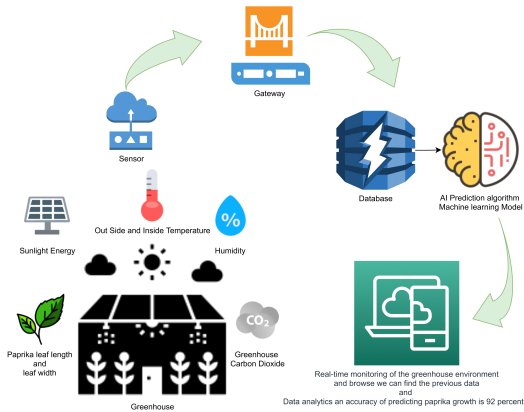 Gateway
Sensor
Database
AI Prediction algorithm
Machine learning Model
Out Side and Inside Temperature
%
Sunlight Energy
Humidity
CO2
Paprika leaf length
and
leaf width
Greenhouse
Carbon Dioxide
Greenhouse
Real-time monitoring of the greenhouse environment
and browse we can find the previous data
and
Data analytics an accuracy of predicting paprika growth is 92 percent